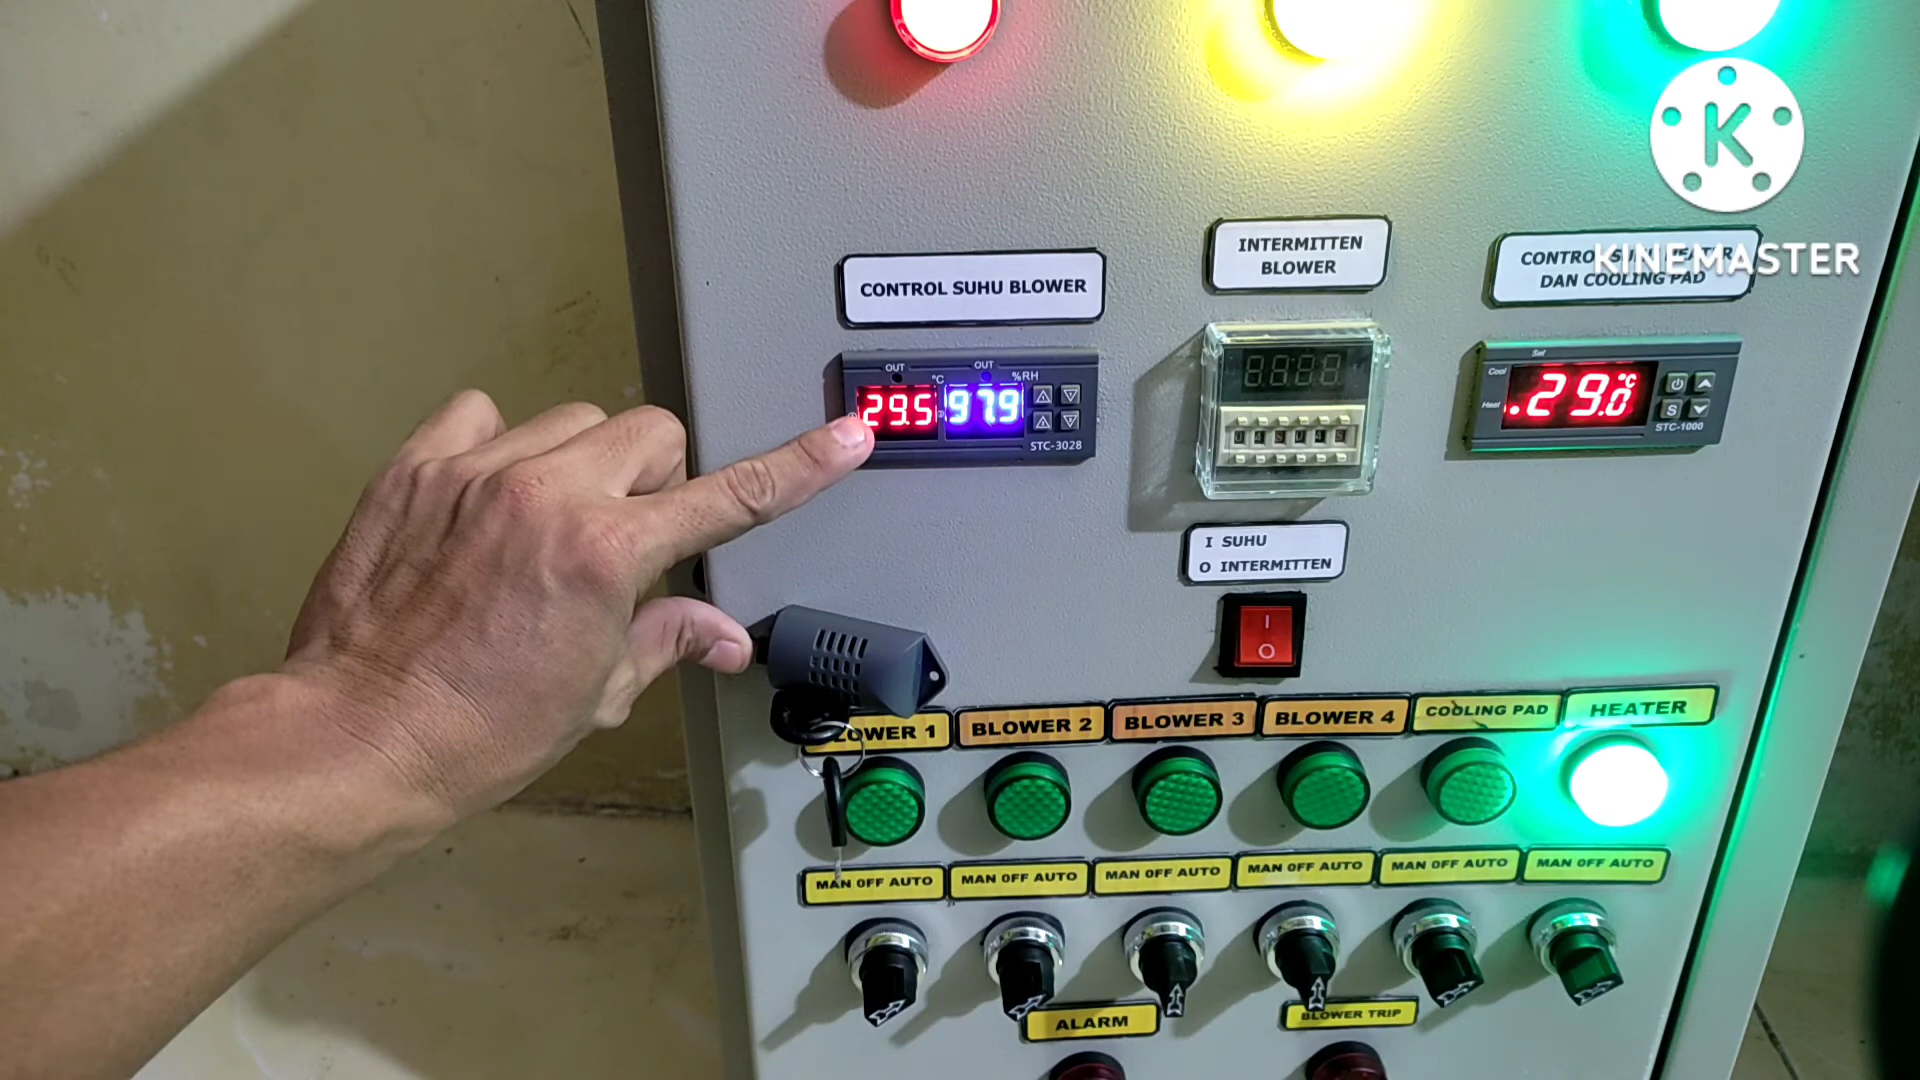 K
KINEMASTER
CONTROL SUHU BLOWER
INTERMITTEN
BLOWER
DAN COOLING PAD
OUT
OUT
°C
%RH
29.5
97.9
STC-3028
Set
Cool
Heat
29.0
°C
S
STC-1000
I SUHU
O INTERMITTEN
I
O
BLOWER 2
BLOWER 3
BLOWER 4
COOLING PAD
HEATER
MAN OFF AUTO
MAN OFF AUTO
MAN OFF AUTO
MAN OFF AUTO
MAN OFF AUTO
MAN OFF AUTO
ALARM
BLOWER TRIP